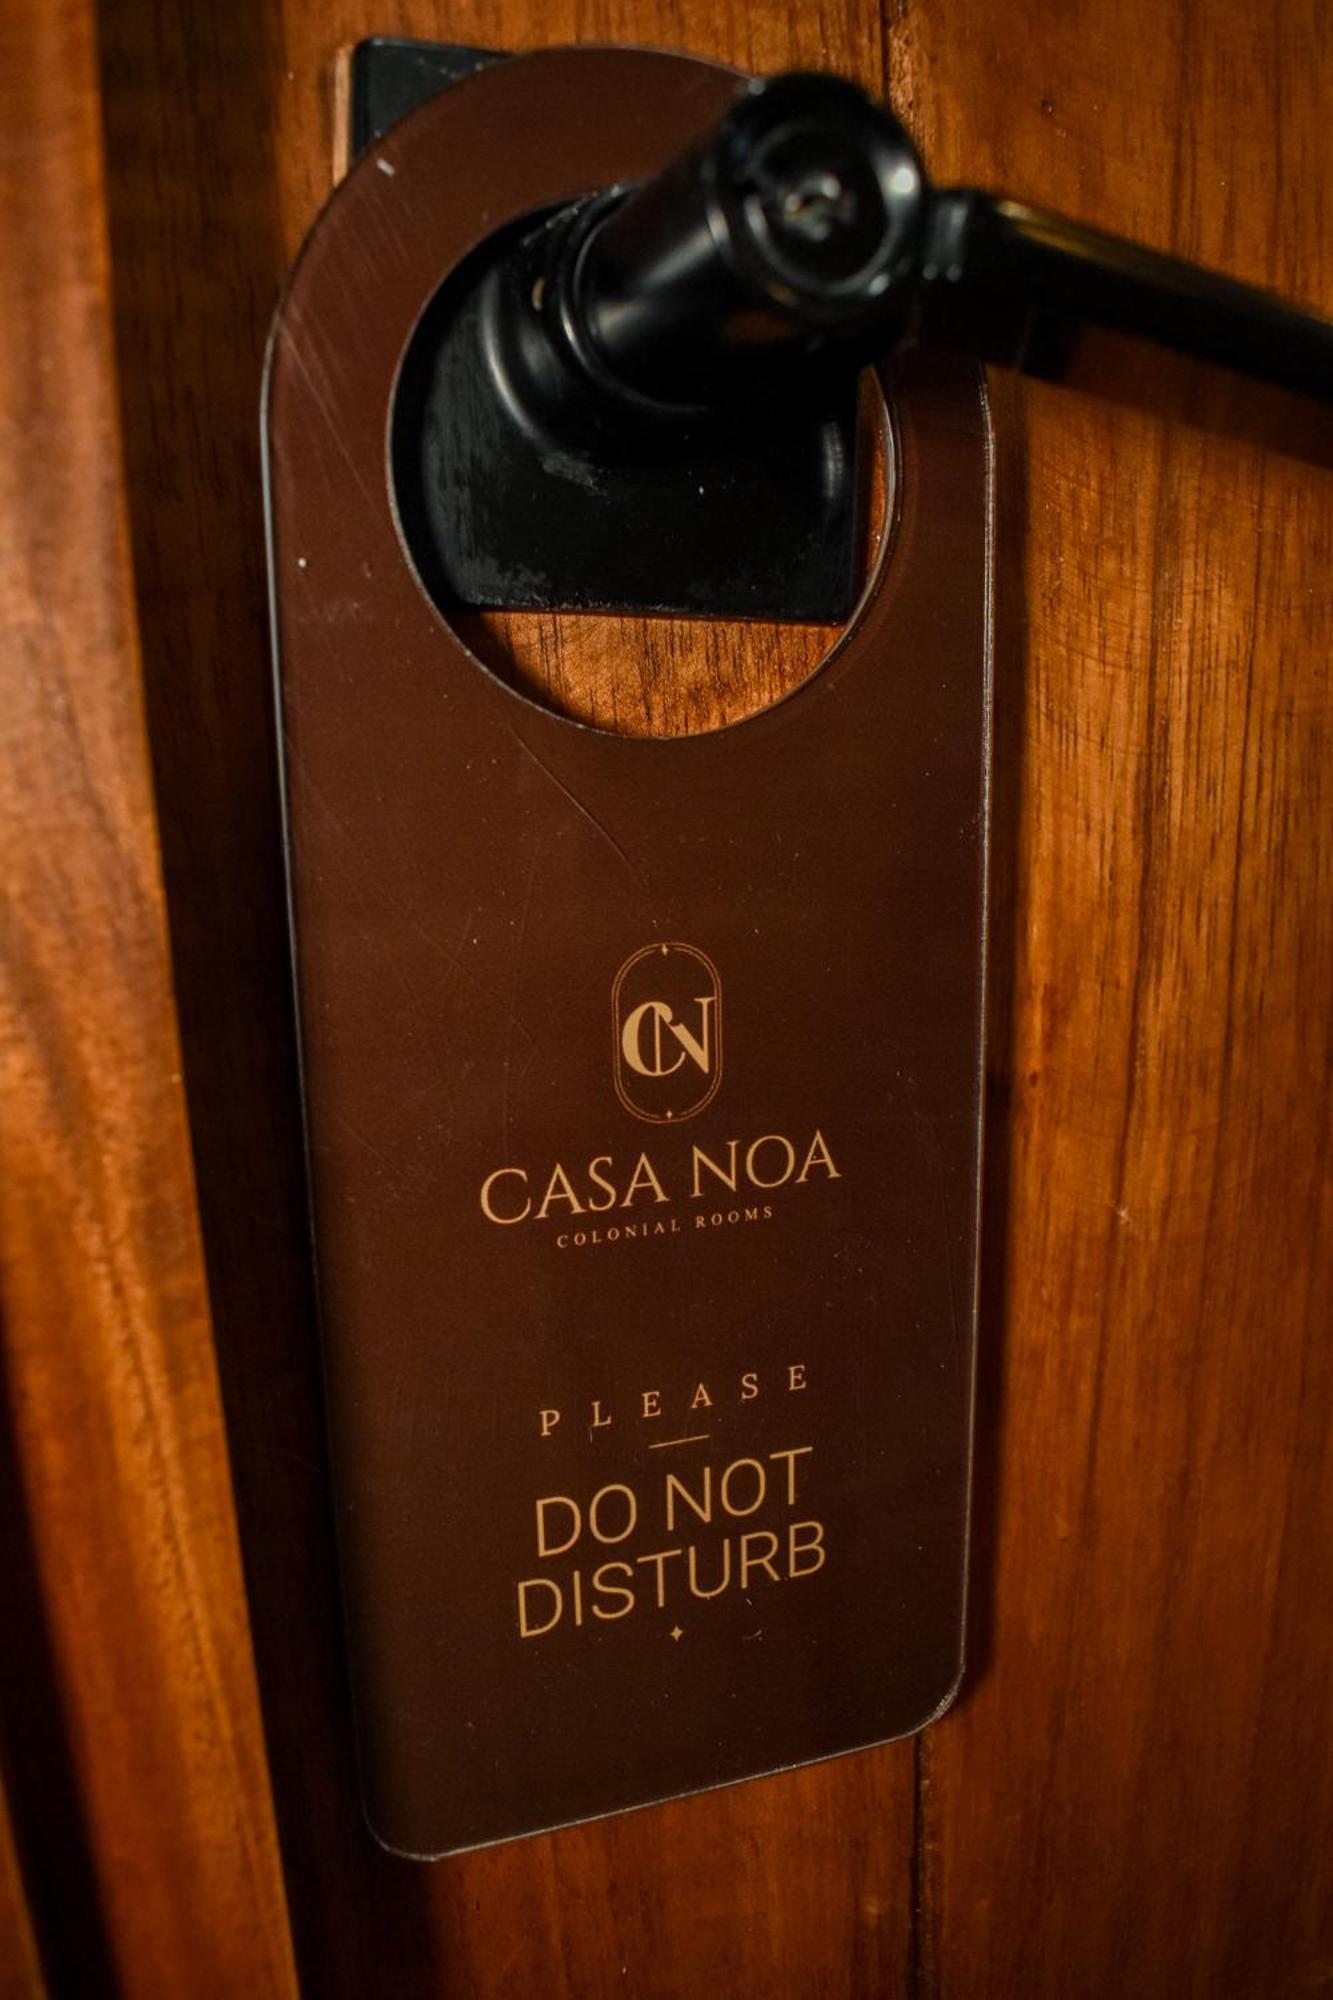 CN
CASA NOA
COLONIAL ROOMS
PLEASE
DO NOT
DISTURB